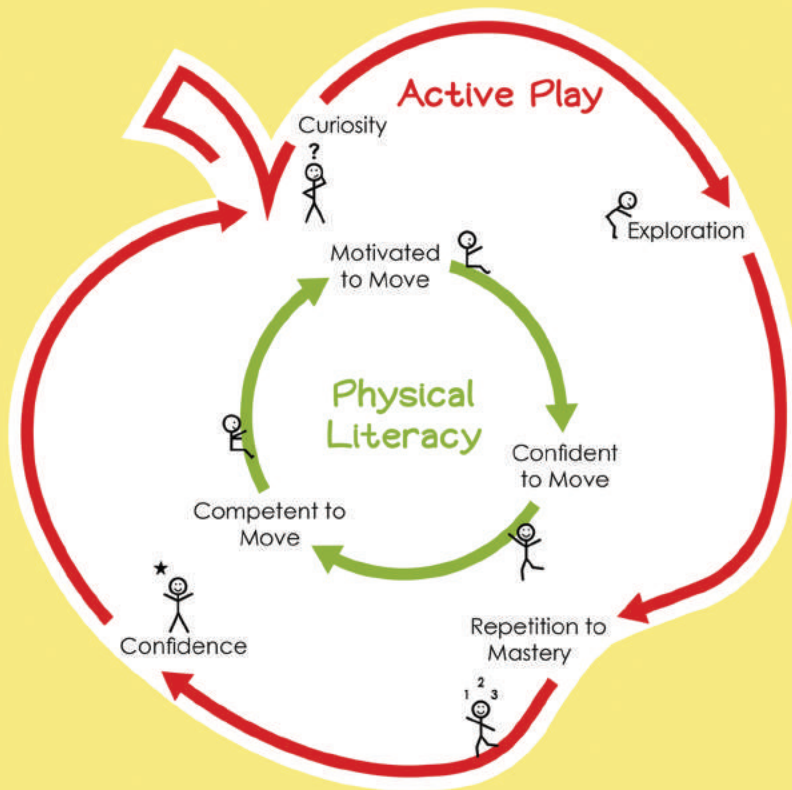 Active Play
Curiosity
?
Exploration
Motivated
to Move
Physical
Literacy
Confident
to Move
Competent to
Move
Repetition to
Mastery
1 2 3
Confidence